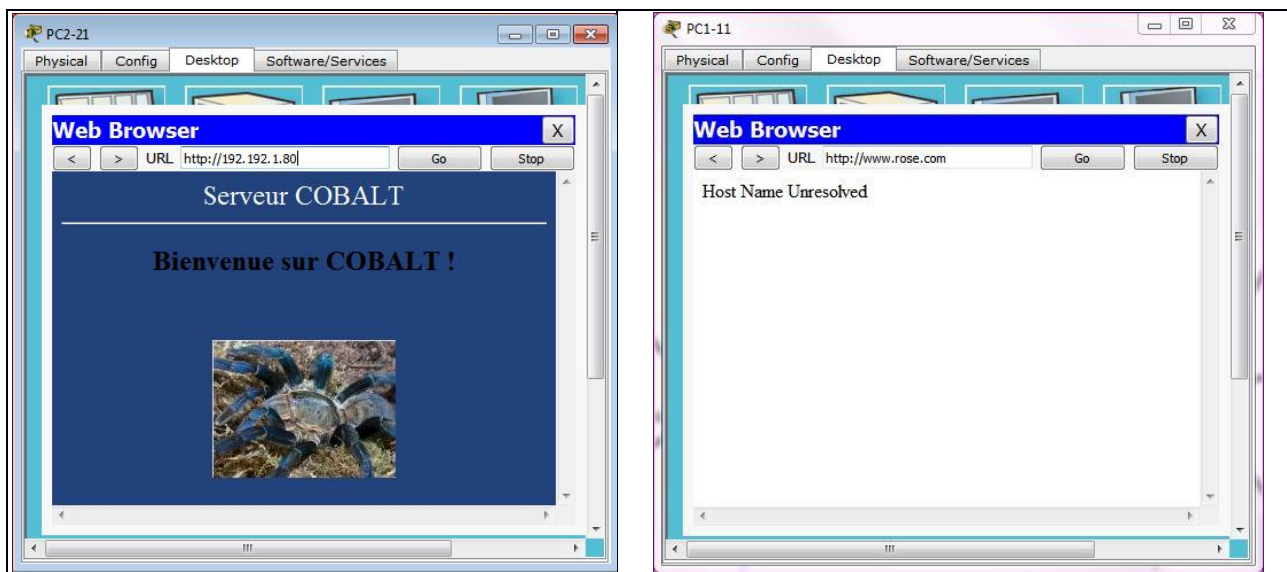 PC2-21
Physical Config Desktop Software/Services
Web Browser X
< > URL http://192.192.1.80 Go Stop
Serveur COBALT
Bienvenue sur COBALT !
PC1-11
Physical Config Desktop Software/Services
Web Browser X
< > URL http://www.rose.com Go Stop
Host Name Unresolved